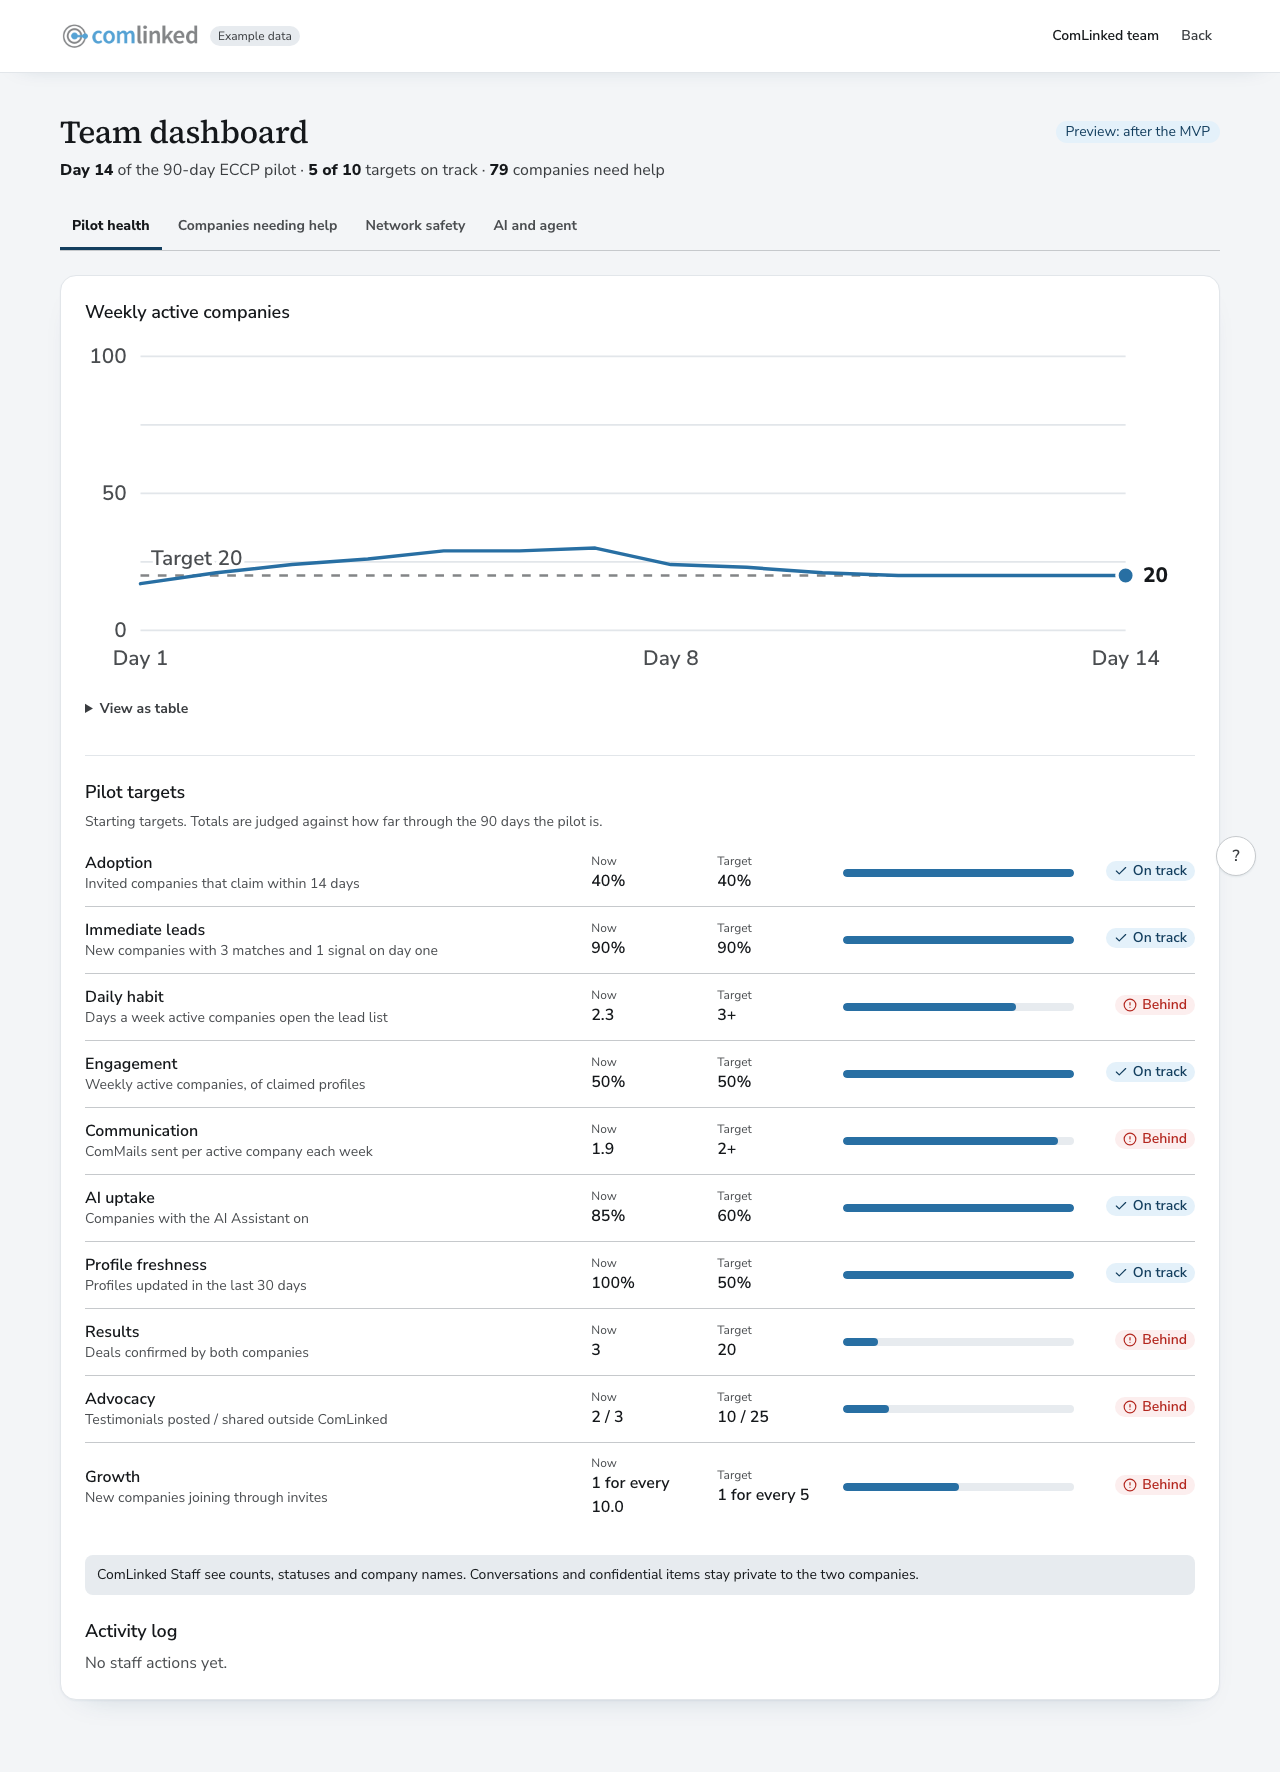 comlinked
Example data
ComLinked team
Back
Team dashboard
Preview: after the MVP
Day 14 of the 90-day ECCP pilot · 5 of 10 targets on track · 79 companies need help
Pilot health
Companies needing help
Network safety
AI and agent
Weekly active companies
100
50
Target 20
20
0
Day 1
Day 8
Day 14
View as table
Pilot targets
Starting targets. Totals are judged against how far through the 90 days the pilot is.
?
Adoption
Invited companies that claim within 14 days
Now
40%
Target
40%
On track
Immediate leads
New companies with 3 matches and 1 signal on day one
Now
90%
Target
90%
On track
Daily habit
Days a week active companies open the lead list
Now
2.3
Target
3+
Behind
Engagement
Weekly active companies, of claimed profiles
Now
50%
Target
50%
On track
Communication
ComMails sent per active company each week
Now
1.9
Target
2+
Behind
AI uptake
Companies with the AI Assistant on
Now
85%
Target
60%
On track
Profile freshness
Profiles updated in the last 30 days
Now
100%
Target
50%
On track
Results
Deals confirmed by both companies
Now
3
Target
20
Behind
Advocacy
Testimonials posted / shared outside ComLinked
Now
2 / 3
Target
10 / 25
Behind
Growth
New companies joining through invites
Now
1 for every
10.0
Target
1 for every 5
Behind
ComLinked Staff see counts, statuses and company names. Conversations and confidential items stay private to the two companies.
Activity log
No staff actions yet.